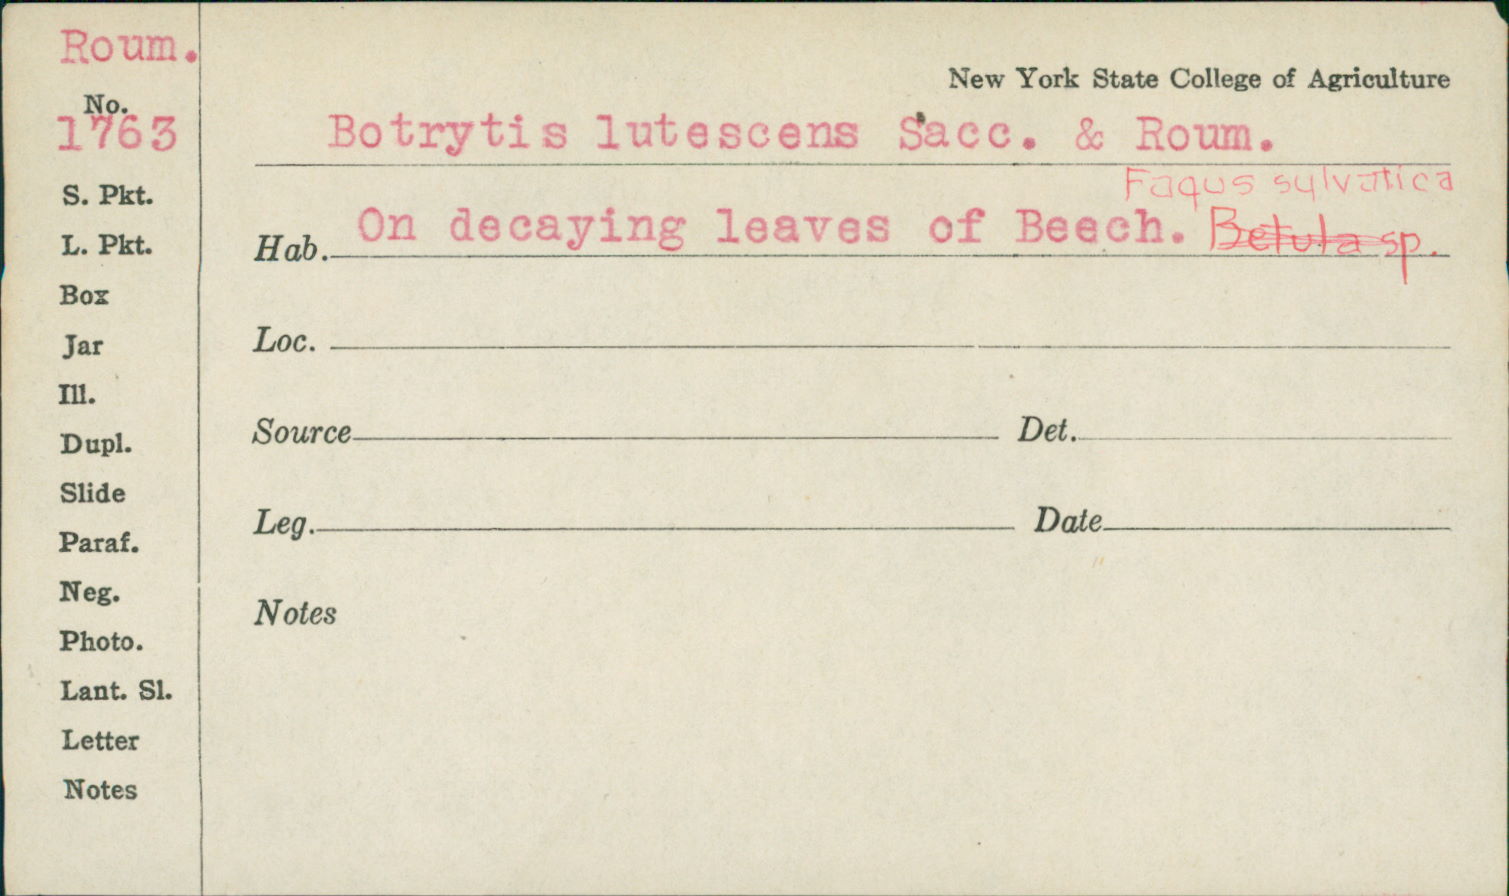 Roum.
No.
1763
S. Pkt.
L. Pkt.
Box
Jar
Ill.
Dupl.
Slide
Paraf.
Neg.
Photo.
Lant. Sl.
Letter
Notes
New York State College of Agriculture
Botrytis lutescens Sacc. & Roum.
Fagus sylvatica
Hab. On decaying leaves of Beech. Betula sp.
Loc.
Source Det.
Leg. Date
Notes